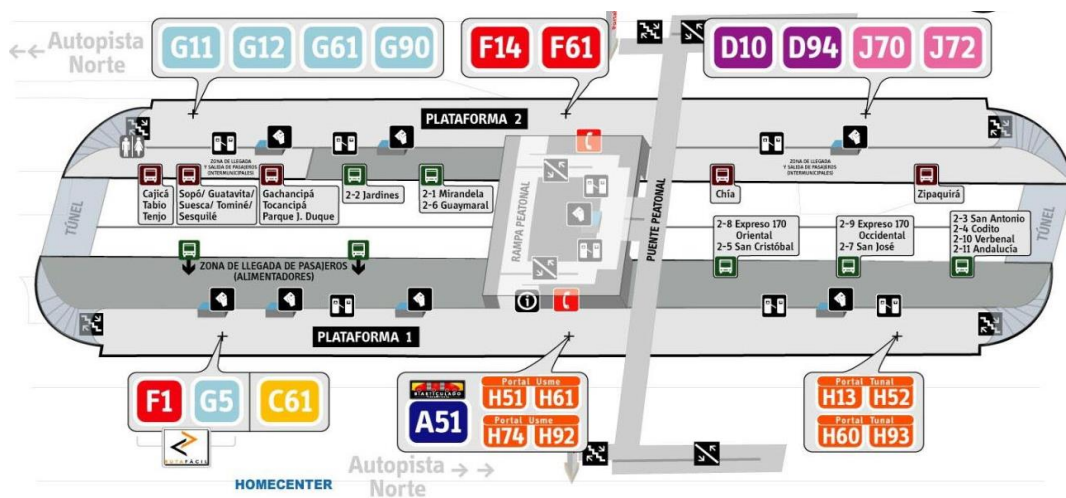 Autopista
Norte
G11 G12 G61 G90
F14 F61
D10 D94 J70 J72
PLATAFORMA 2
ZONA DE LLEGADA
Y SALIDA DE PASAJEROS
(INTERMUNICIPALES)
ZONA DE LLEGADA
Y SALIDA DE PASAJEROS
(INTERMUNICIPALES)
Cajicá
Tabio
Tenjo
Sopó/ Guatavita/
Suesca/ Tominé/
Sesquilé
Gachancipá
Tocancipá
Parque J. Duque
2-2 Jardines
2-1 Mirandela
2-6 Guaymaral
Chía
Zipaquirá
TÚNEL
RAMPA PEATONAL
PUENTE PEATONAL
2-8 Expreso 170
Oriental
2-5 San Cristóbal
2-9 Expreso 170
Occidental
2-7 San José
2-3 San Antonio
2-4 Codito
2-10 Verbenal
2-11 Andalucía
TÚNEL
ZONA DE LLEGADA DE PASAJEROS
(ALIMENTADORES)
PLATAFORMA 1
F1 G5 C61
RUTAFÁCIL
BIARTICULADO
A51
Portal Usme
H51 H61
Portal Usme
H74 H92
Portal Tunal
H13 H52
Portal Tunal
H60 H93
Autopista
Norte
HOMECENTER